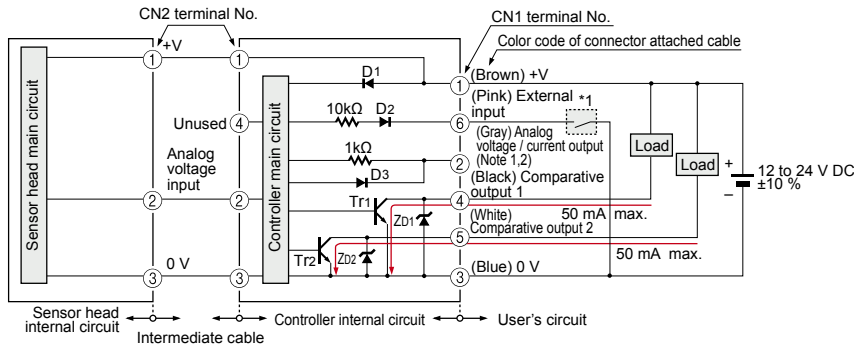 CN2 terminal No.
CN1 terminal No.
Color code of connector attached cable
+V
1
1
D1
1
(Brown) +V
(Pink) External *1
input
10kΩ
D2
6
Unused
4
(Gray) Analog
voltage / current output
(Note 1,2)
1kΩ
2
D3
Analog
voltage
input
2
2
(Black) Comparative
output 1
Tr1
ZD1
4
50 mA max.
(White)
Comparative output 2
Tr2
ZD2
5
50 mA max.
0 V
3
3
3
(Blue) 0 V
Load
Load
+
−
12 to 24 V DC
±10 %
Sensor head main circuit
Controller main circuit
Sensor head
internal circuit
Intermediate cable
Controller internal circuit
User's circuit